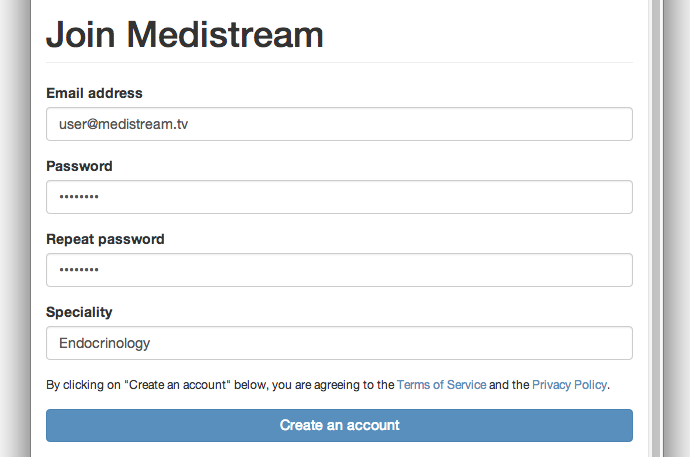 Join Medistream
Email address
user@medistream.tv
Password
••••••••
Repeat password
••••••••
Speciality
Endocrinology
By clicking on "Create an account" below, you are agreeing to the Terms of Service and the Privacy Policy.
Create an account